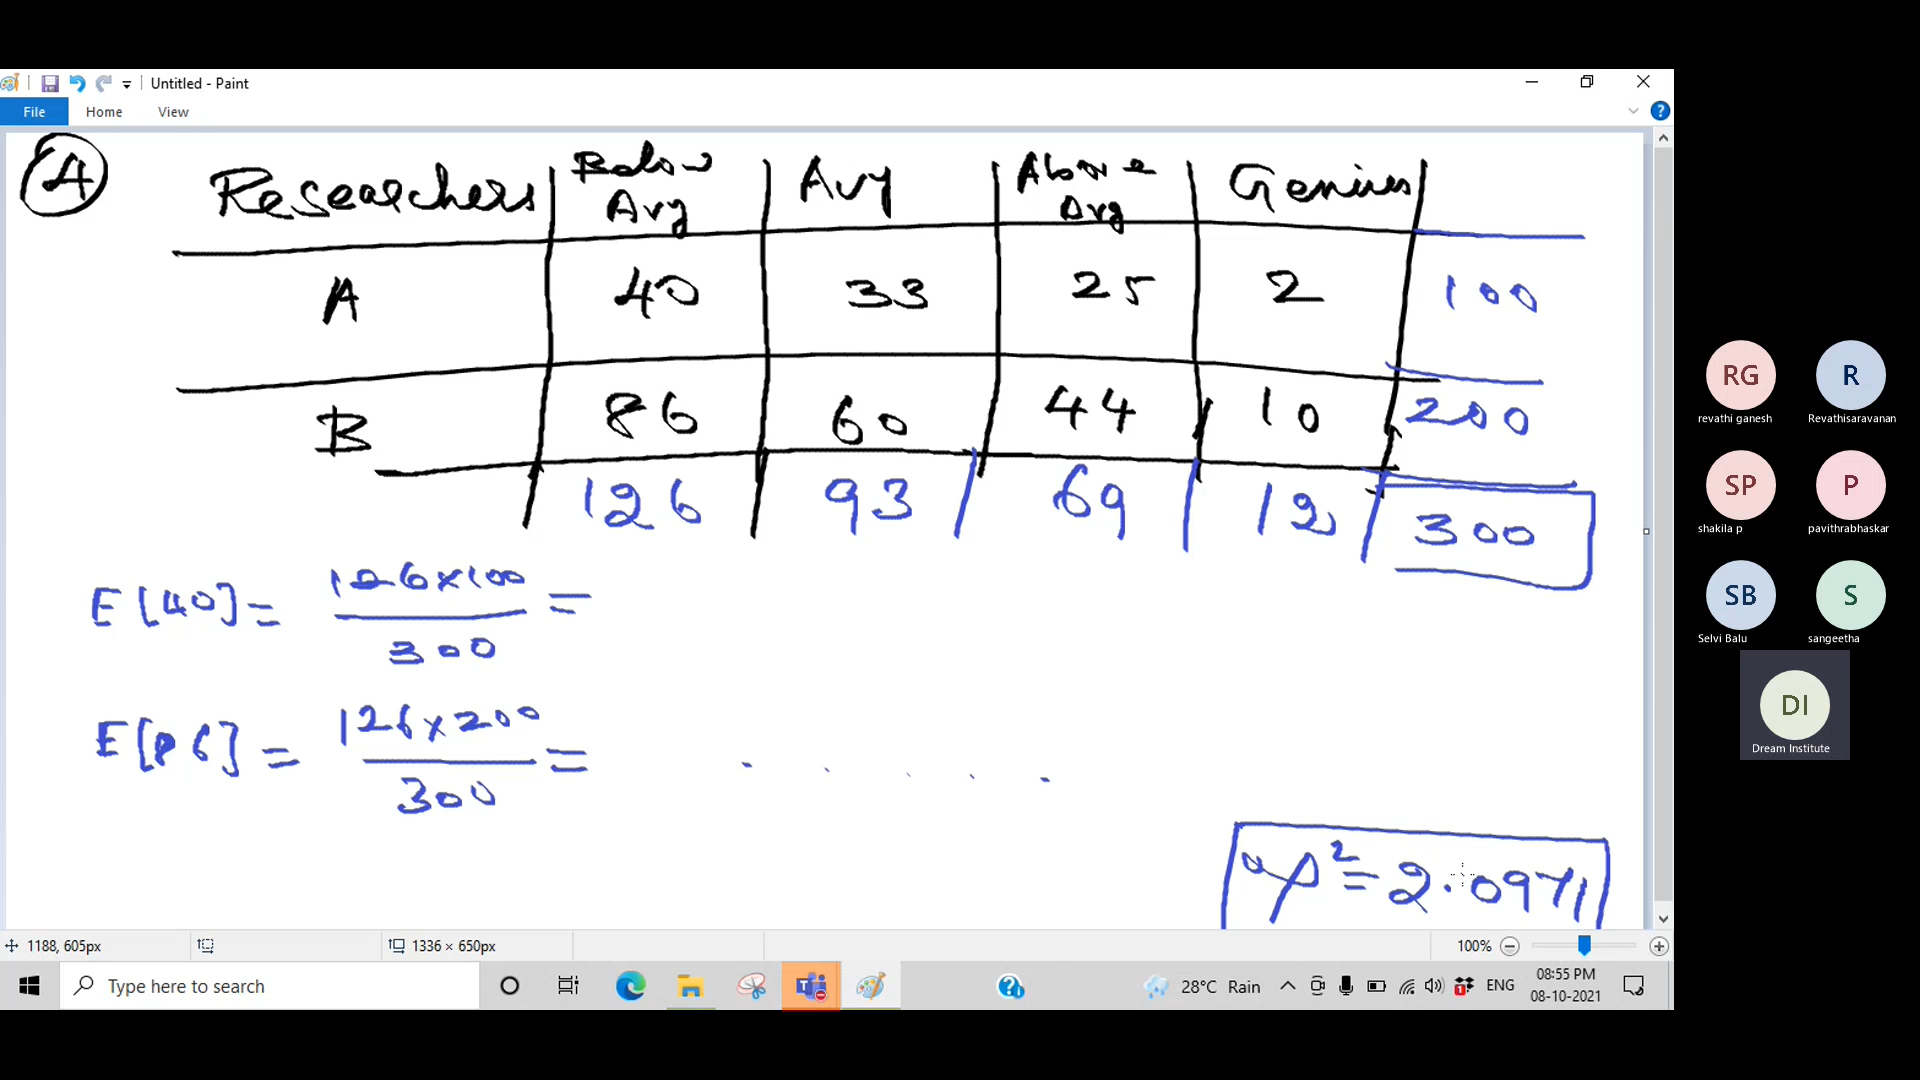 Untitled - Paint
File Home View
4
Researchers Below Avg Avg Above Avg Genius
A 40 33 25 2 100
B 86 60 44 10 200
126 93 69 12 300
E[40] = 126×100 / 300 =
E[86] = 126×200 / 300 = . . . . .
ψ² = 2.0971
RG R
revathi ganesh Revathisaravanan
SP P
shakila p pavithrabhaskar
SB S
Selvi Balu sangeetha
DI
Dream Institute
1188, 605px 1336 × 650px 100%
Type here to search 28°C Rain ENG 08:55 PM
08-10-2021